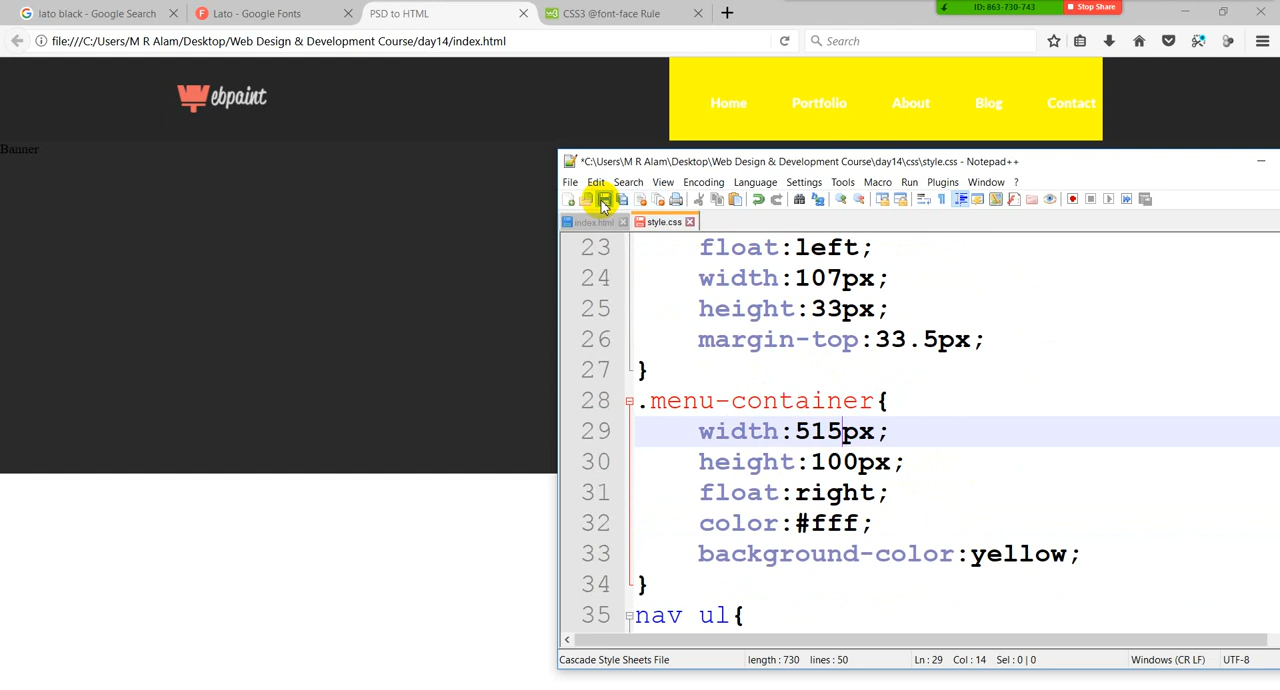 lato black - Google Search
Lato - Google Fonts
PSD to HTML
CSS3 @font-face Rule
ID: 863-730-743
Stop Share
file:///C:/Users/M R Alam/Desktop/Web Design & Development Course/day14/index.html
Search
ebpaint
Home
Portfolio
About
Blog
Contact
Banner
*C:\Users\M R Alam\Desktop\Web Design & Development Course\day14\css\style.css - Notepad++
File Edit Search View Encoding Language Settings Tools Macro Run Plugins Window ?
index.html
style.css
23 float:left;
24 width:107px;
25 height:33px;
26 margin-top:33.5px;
27 }
28 .menu-container{
29 width:515px;
30 height:100px;
31 float:right;
32 color:#fff;
33 background-color:yellow;
34 }
35 nav ul{
Cascade Style Sheets File
length : 730 lines : 50
Ln : 29 Col : 14 Sel : 0 | 0
Windows (CR LF)
UTF-8